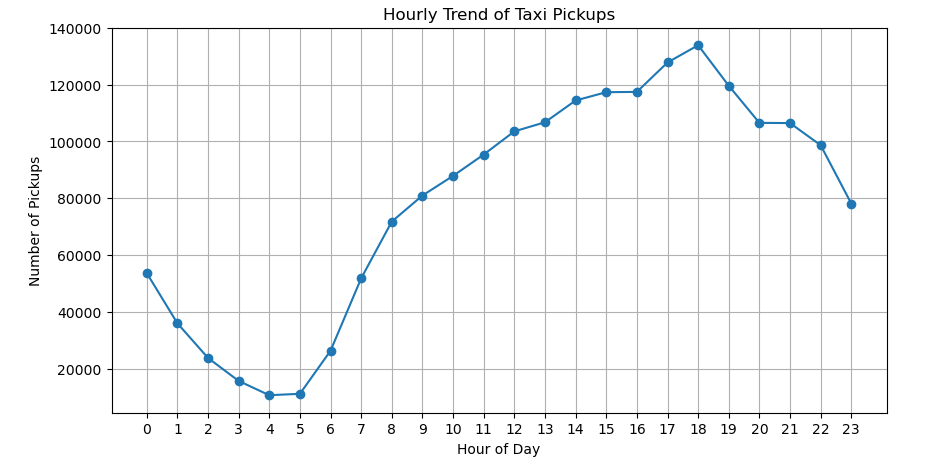 Hourly Trend of Taxi Pickups
140000
120000
100000
80000
60000
40000
20000
Number of Pickups
0 1 2 3 4 5 6 7 8 9 10 11 12 13 14 15 16 17 18 19 20 21 22 23
Hour of Day